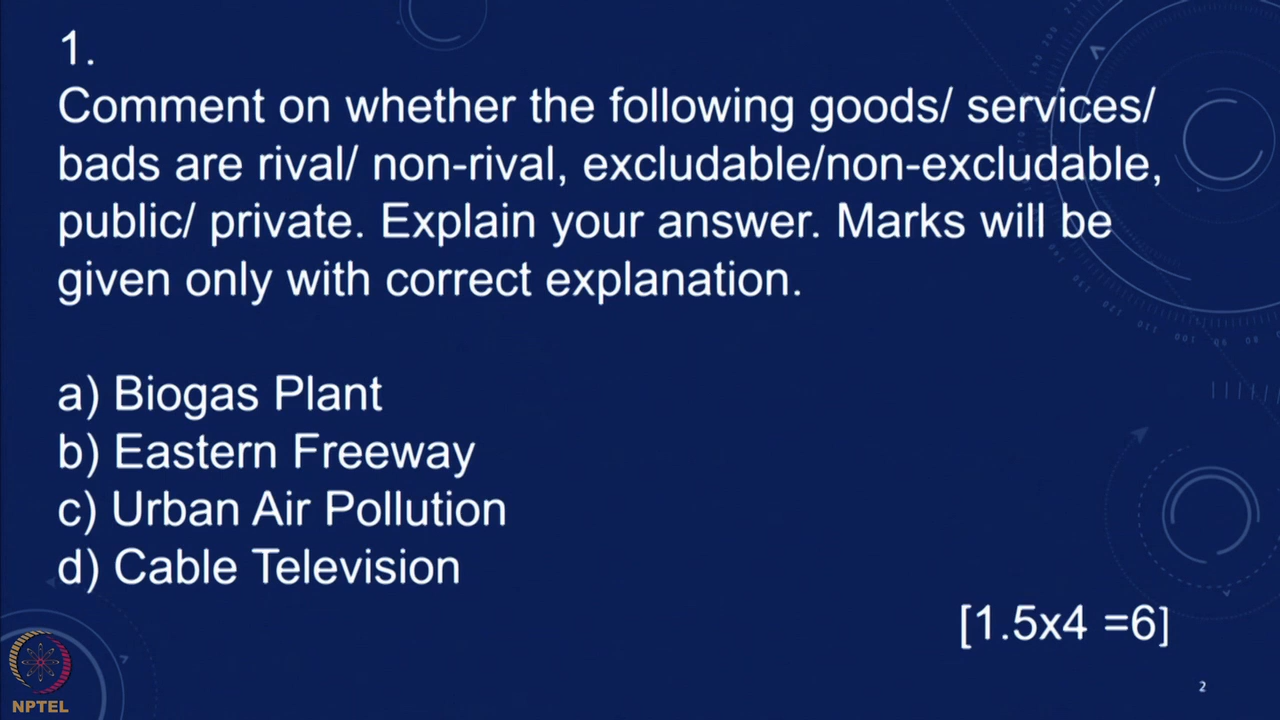 1.
Comment on whether the following goods/ services/
bads are rival/ non-rival, excludable/non-excludable,
public/ private. Explain your answer. Marks will be
given only with correct explanation.
a) Biogas Plant
b) Eastern Freeway
c) Urban Air Pollution
d) Cable Television
[1.5x4 =6]
2
NPTEL